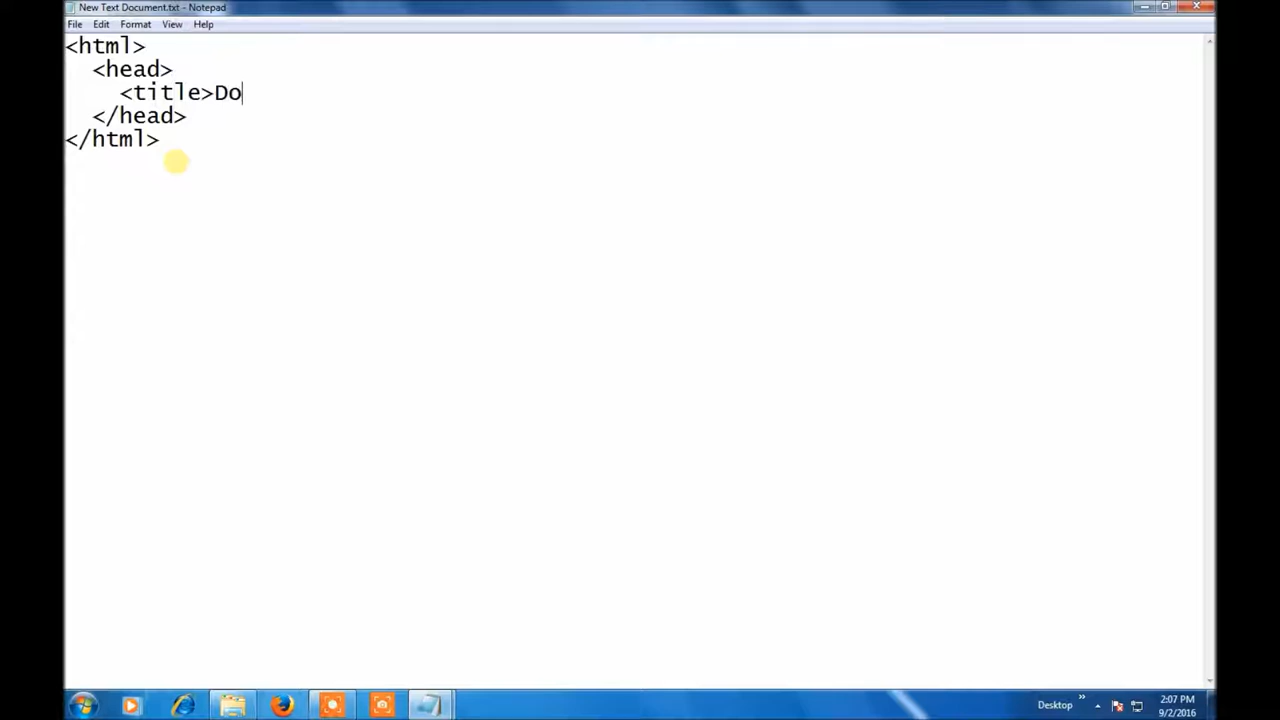 New Text Document.txt - Notepad
File Edit Format View Help
<html>
<head>
<title>Do
</head>
</html>
Desktop
2:07 PM
9/2/2016